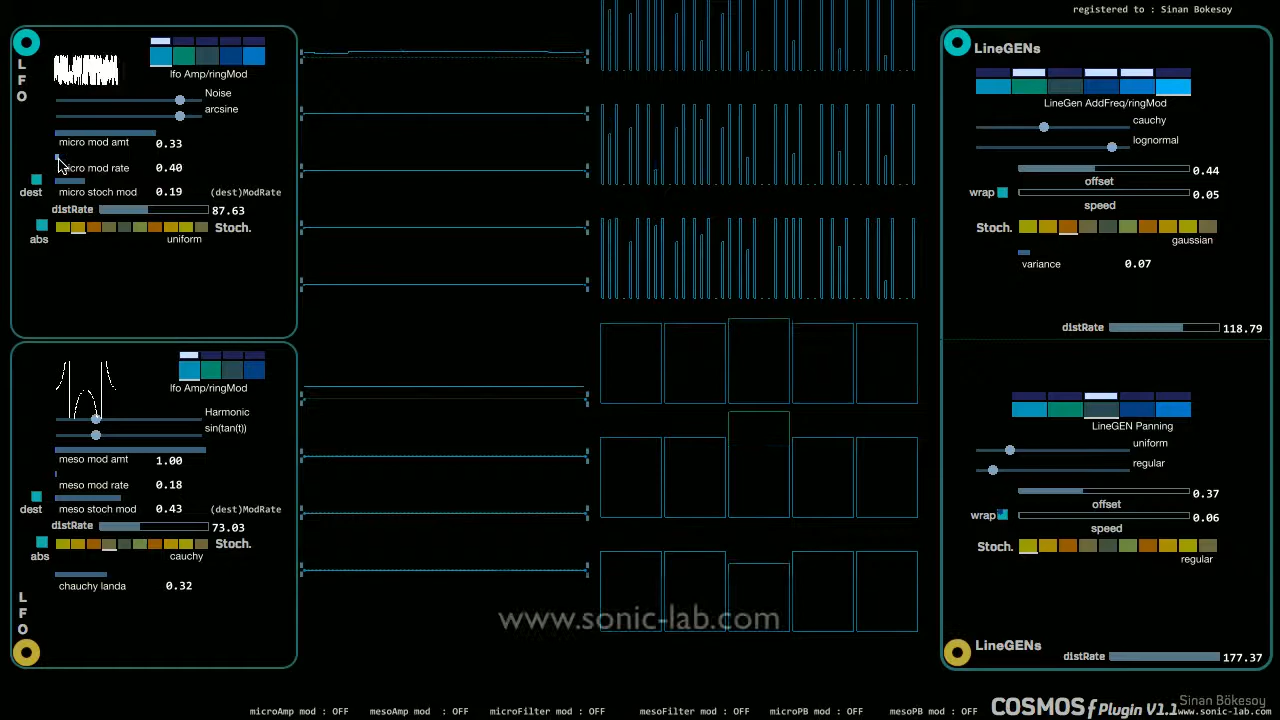 registered to : Sinan Bokesoy
L
F
O
lfo Amp/ringMod
Noise
arcsine
micro mod amt 0.33
micro mod rate 0.40
dest micro stoch mod 0.19 (dest)ModRate
distRate 87.63
abs Stoch.
uniform
lfo Amp/ringMod
Harmonic
sin(tan(t))
meso mod amt 1.00
meso mod rate 0.18
dest meso stoch mod 0.43 (dest)ModRate
distRate 73.03
abs Stoch.
cauchy
chauchy landa 0.32
L
F
O
LineGENs
LineGen AddFreq/ringMod
cauchy
lognormal
0.44
offset
wrap 0.05
speed
Stoch.
gaussian
variance 0.07
distRate 118.79
LineGEN Panning
uniform
regular
0.37
offset
wrap 0.06
speed
Stoch.
regular
LineGENs
distRate 177.37
www.sonic-lab.com
microAmp mod : OFF mesoAmp mod : OFF microFilter mod : OFF mesoFilter mod : OFF microPB mod : OFF mesoPB mod : OFF
COSMOS f Plugin V1.1
Sinan Bökesoy
www.sonic-lab.com